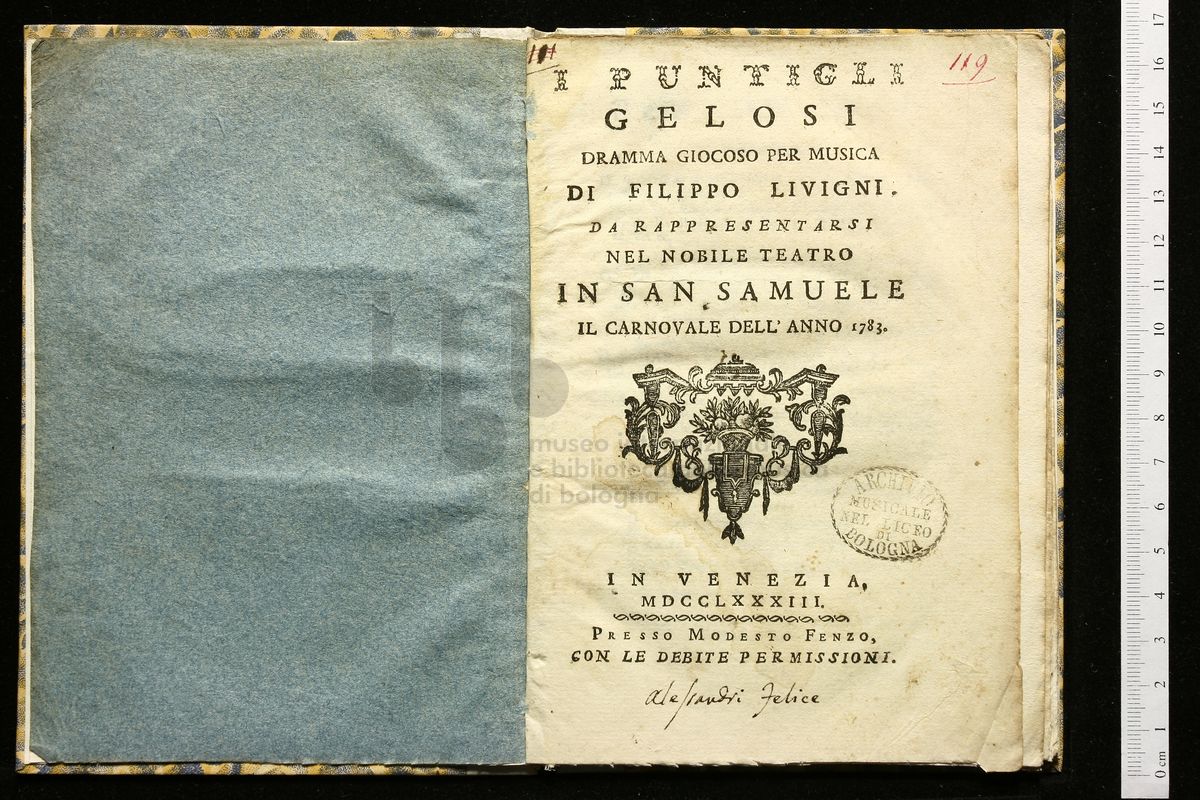 119
I PUNTIGLI
GELOSI
DRAMMA GIOCOSO PER MUSICA
DI FILIPPO LIVIGNI.
DA RAPPRESENTARSI
NEL NOBILE TEATRO
IN SAN SAMUELE
IL CARNOVALE DELL' ANNO 1783.
museo
e biblioteca
di bologna
ARCHIVIO
MUSICALE
NEL LICEO
DI
BOLOGNA
IN VENEZIA,
MDCCLXXXIII.
PRESSO MODESTO FENZO,
CON LE DEBITE PERMISSIONI.
Alessandri Felice
17
16
15
14
13
12
11
10
9
8
7
6
5
4
3
2
1
0 cm